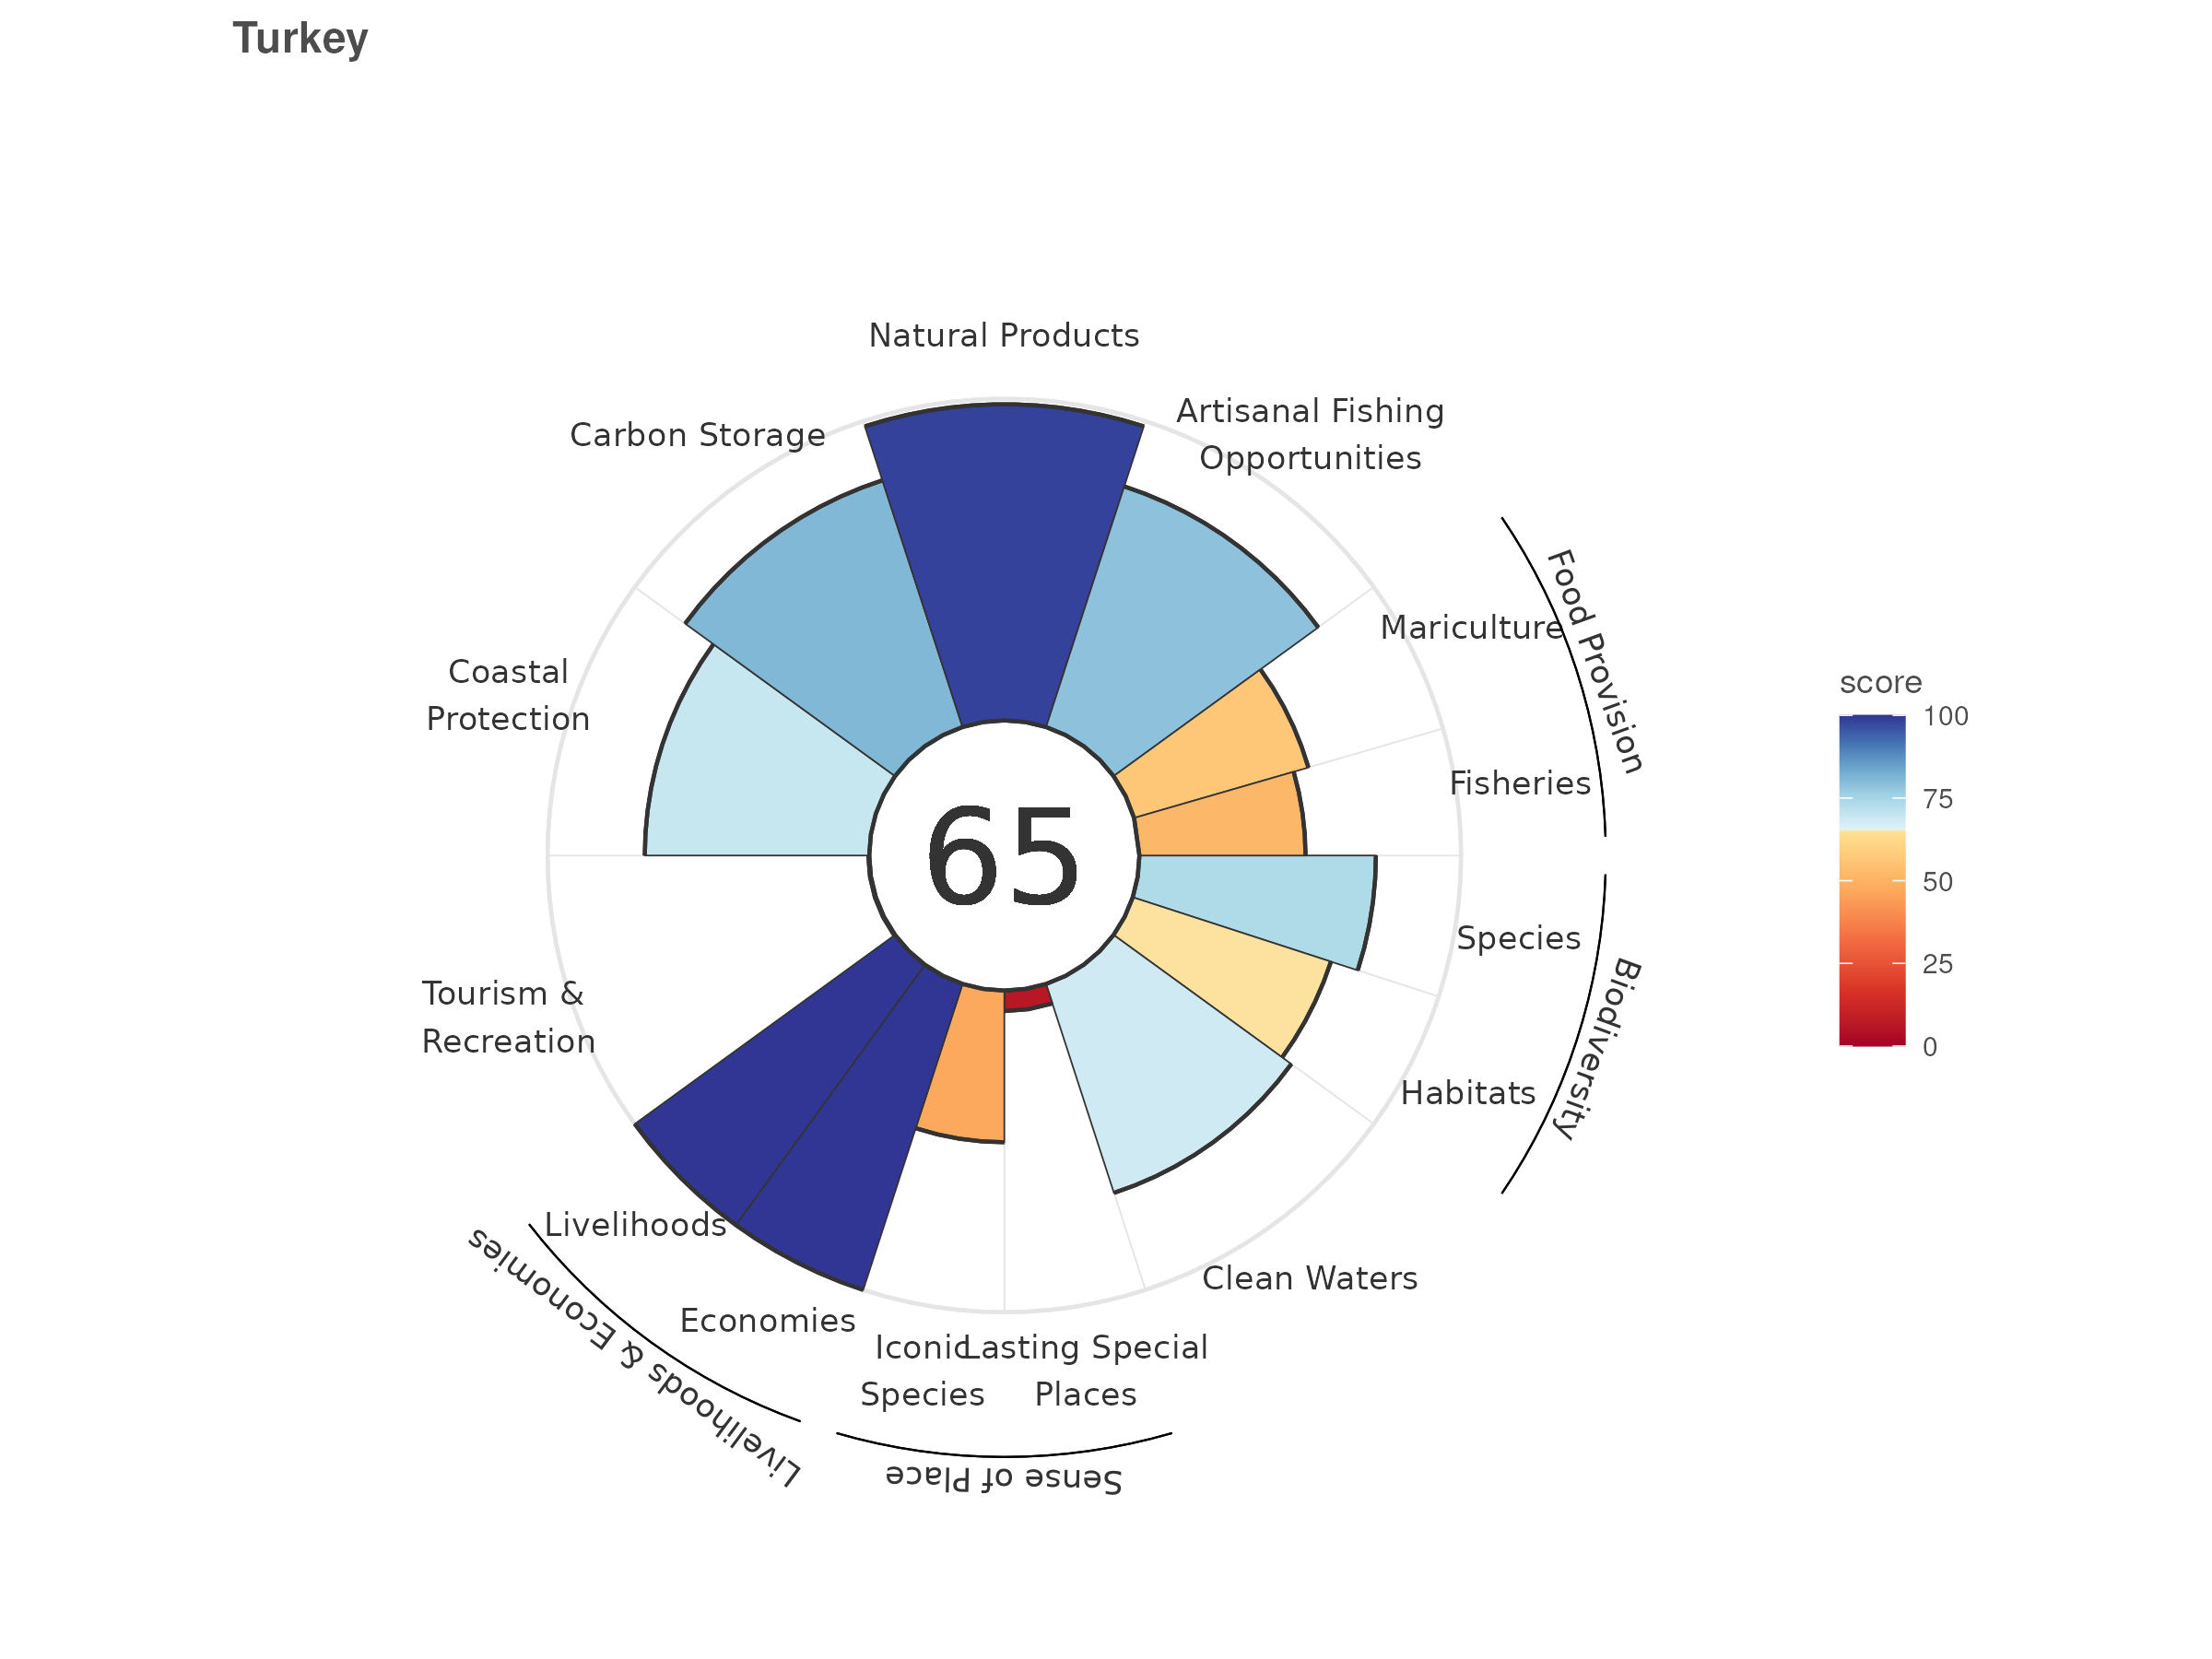 Turkey
Natural Products
Artisanal Fishing
Opportunities
Carbon Storage
Food Provision
Mariculture
Coastal
Protection
score
100
75
50
25
0
Fisheries
65
Species
Biodiversity
Tourism &
Recreation
Habitats
Livelihoods
Clean Waters
Economies
Livelihoods & Economies
Iconic
Species
Lasting Special
Places
Sense of Place